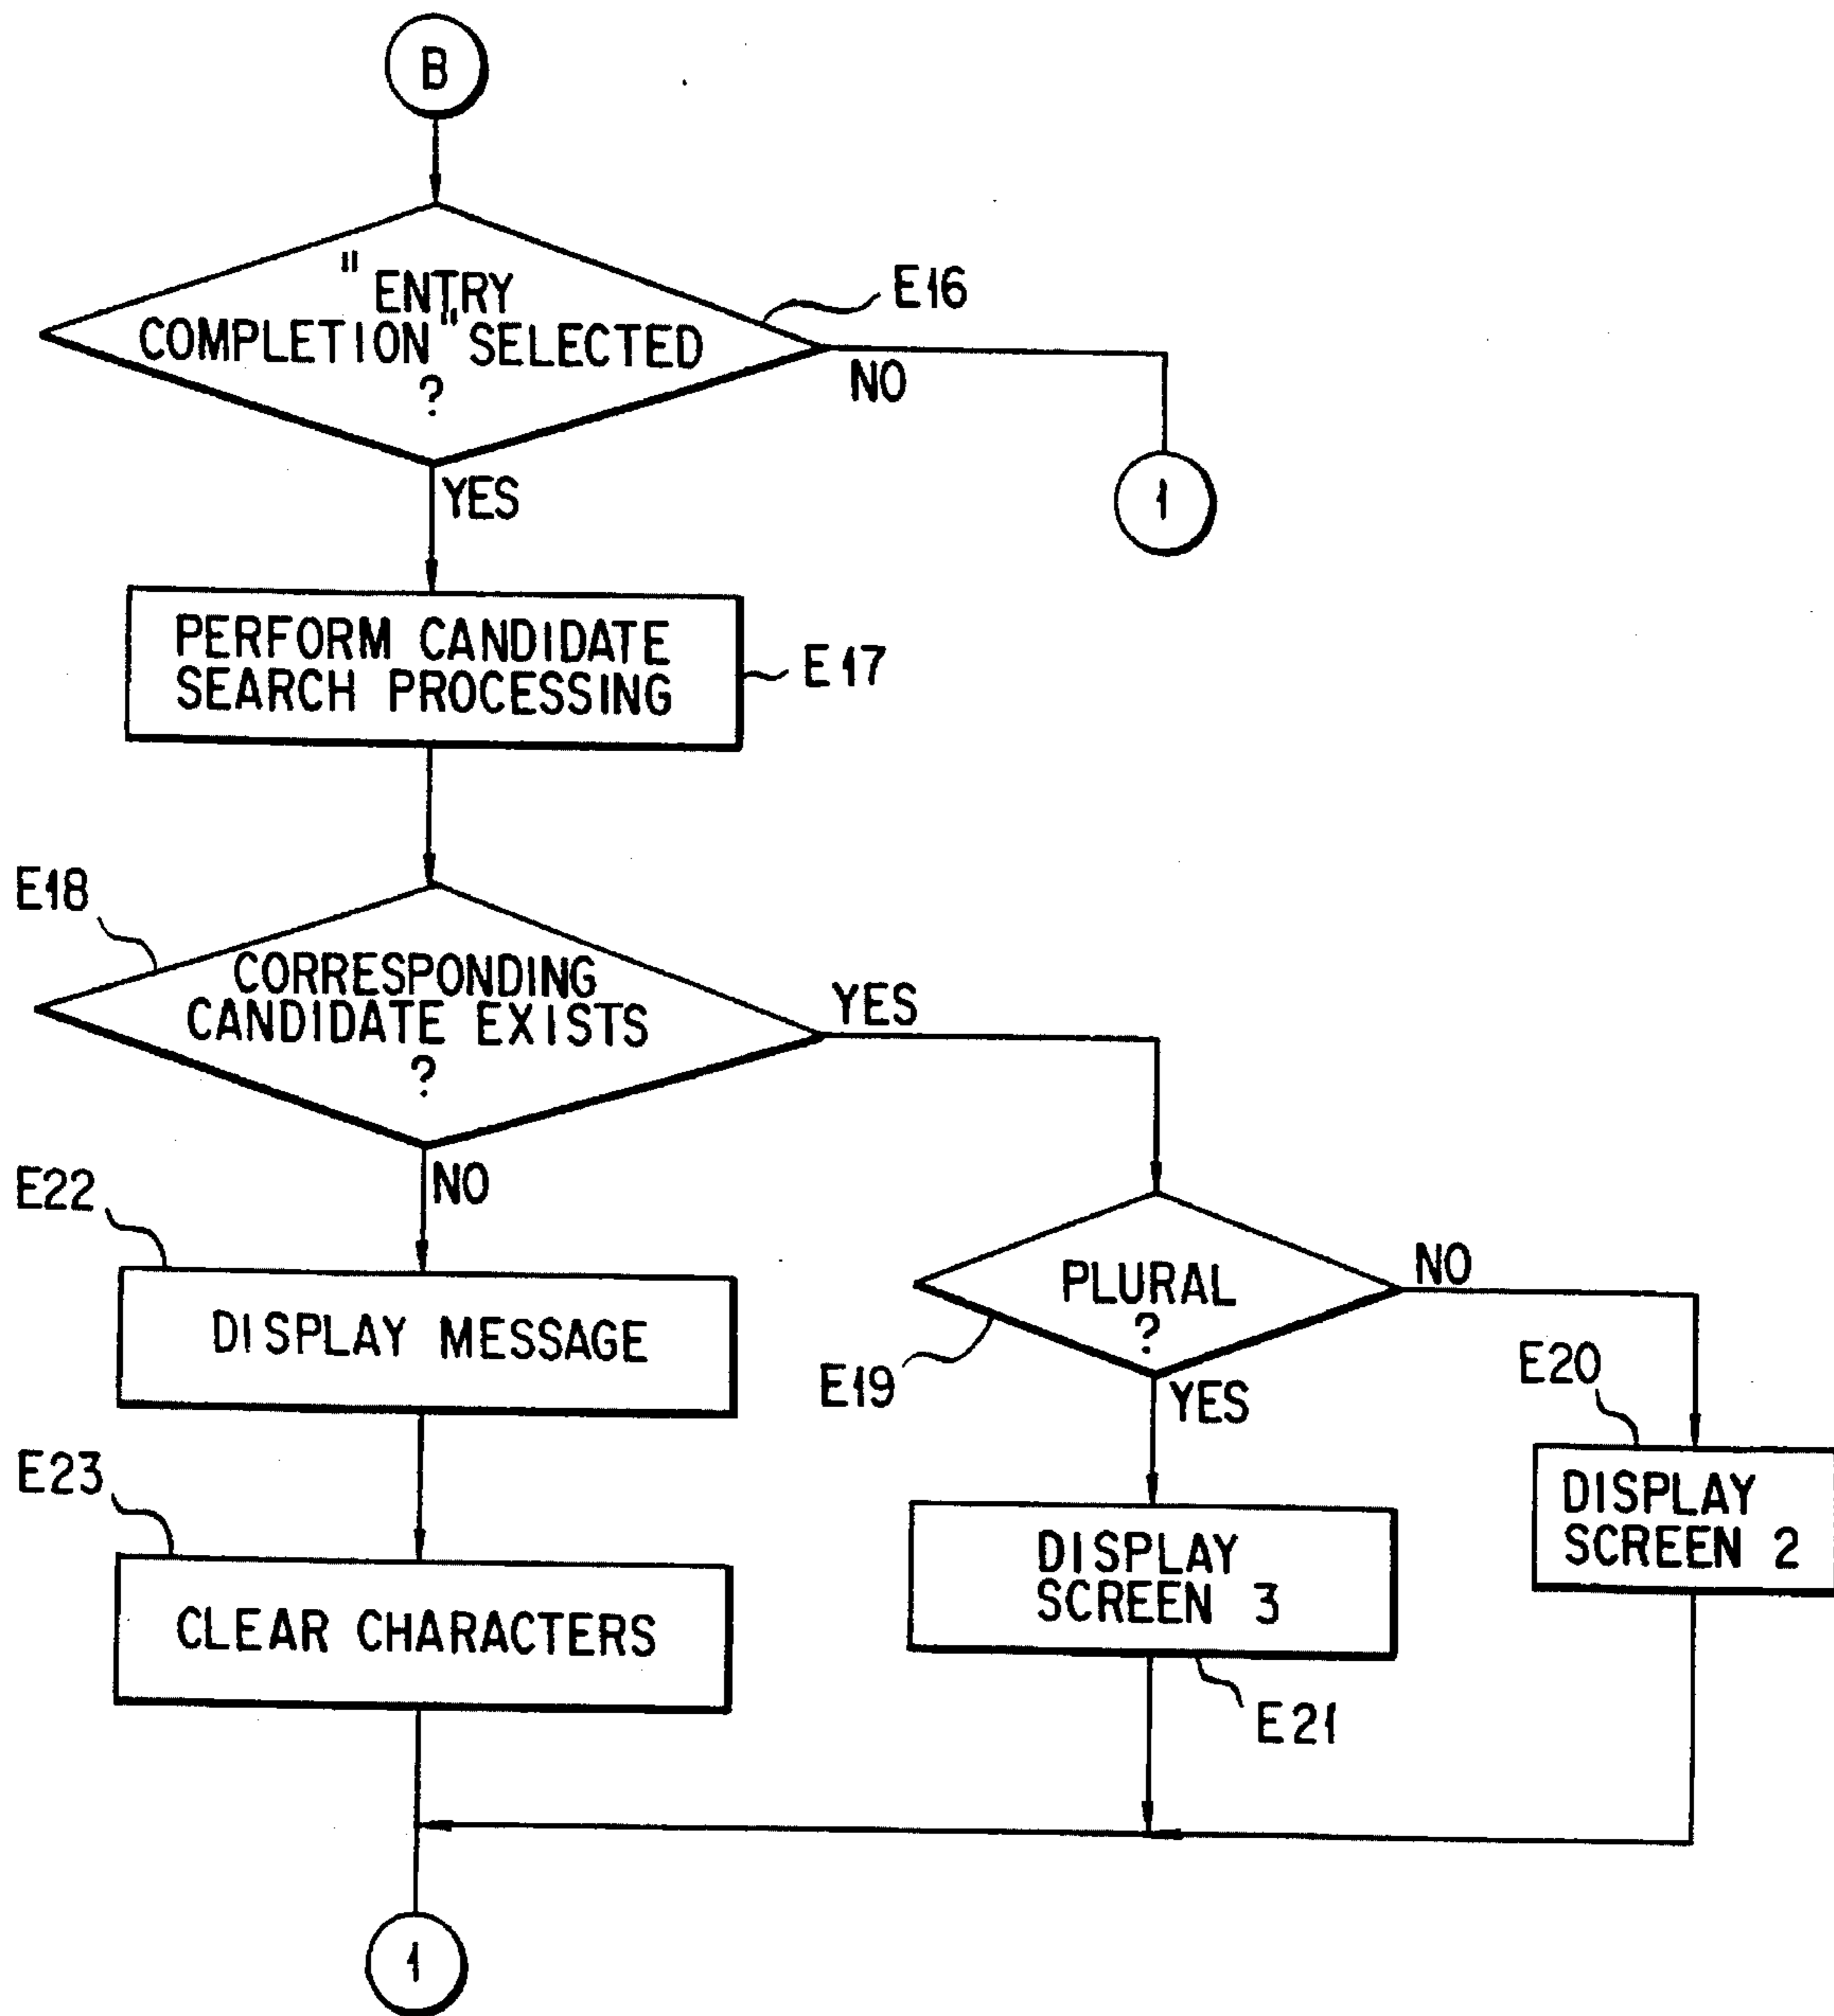 B
"ENTRY
COMPLETION" SELECTED
?
E16
NO
1
YES
PERFORM CANDIDATE
SEARCH PROCESSING
E17
E18
CORRESPONDING
CANDIDATE EXISTS
?
YES
NO
E22
DISPLAY MESSAGE
PLURAL
?
NO
E19
YES
E20
DISPLAY
SCREEN 2
E23
CLEAR CHARACTERS
DISPLAY
SCREEN 3
E21
1